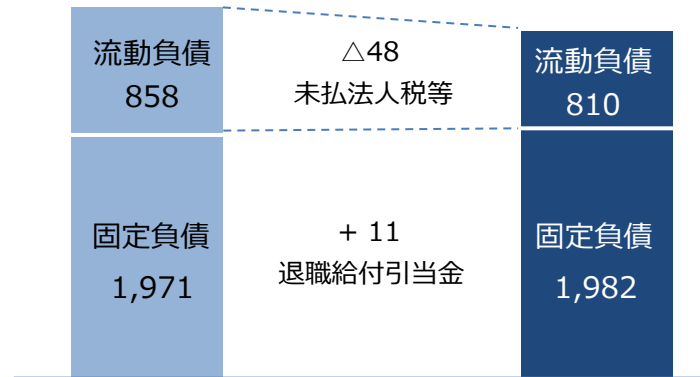 流動負債
858
△48
未払法人税等
流動負債
810
固定負債
1,971
+ 11
退職給付引当金
固定負債
1,982